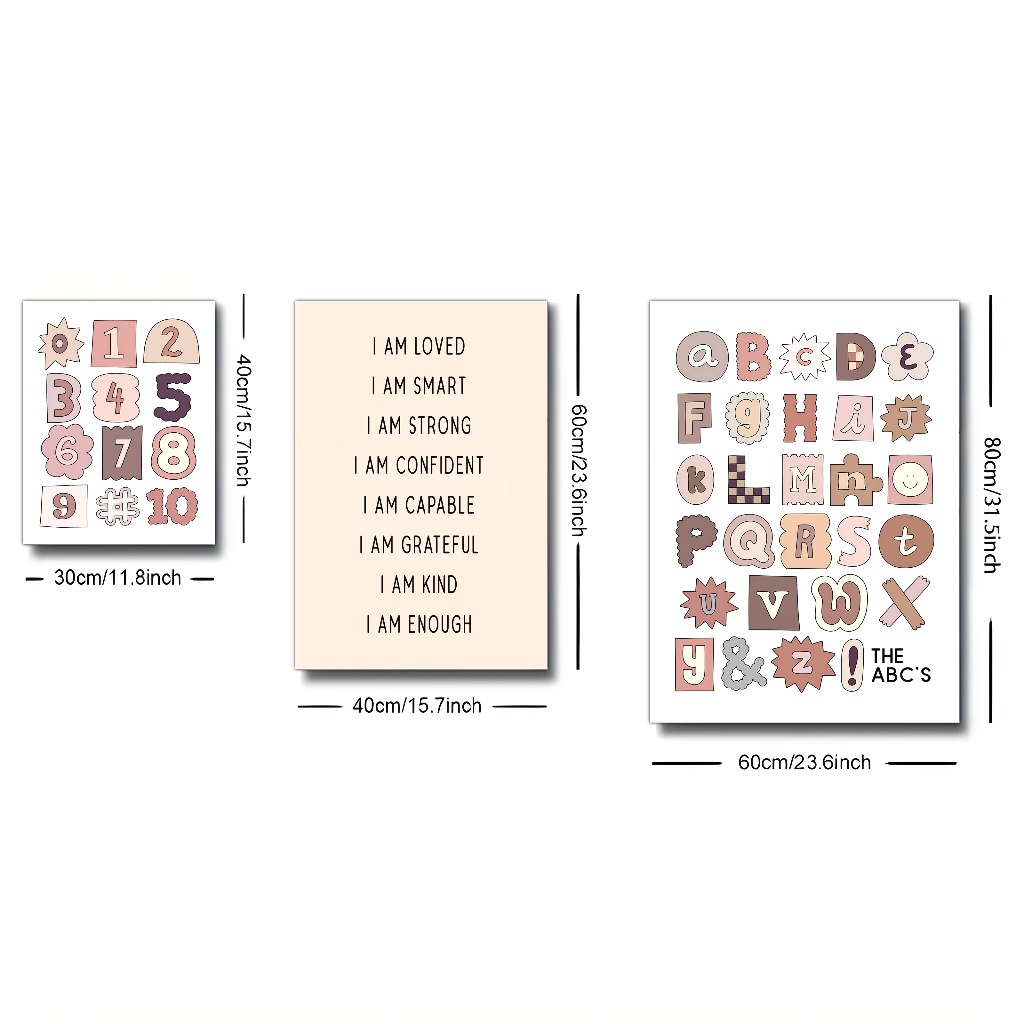 0 1 2
3 4 5
6 7 8
9 # 10
40cm/15.7inch
30cm/11.8inch
I AM LOVED
I AM SMART
I AM STRONG
I AM CONFIDENT
I AM CAPABLE
I AM GRATEFUL
I AM KIND
I AM ENOUGH
60cm/23.6inch
40cm/15.7inch
a B c D E
F g H i J
k L M n
P Q R S t
U V W X
y & z ! THE
ABC'S
80cm/31.5inch
60cm/23.6inch